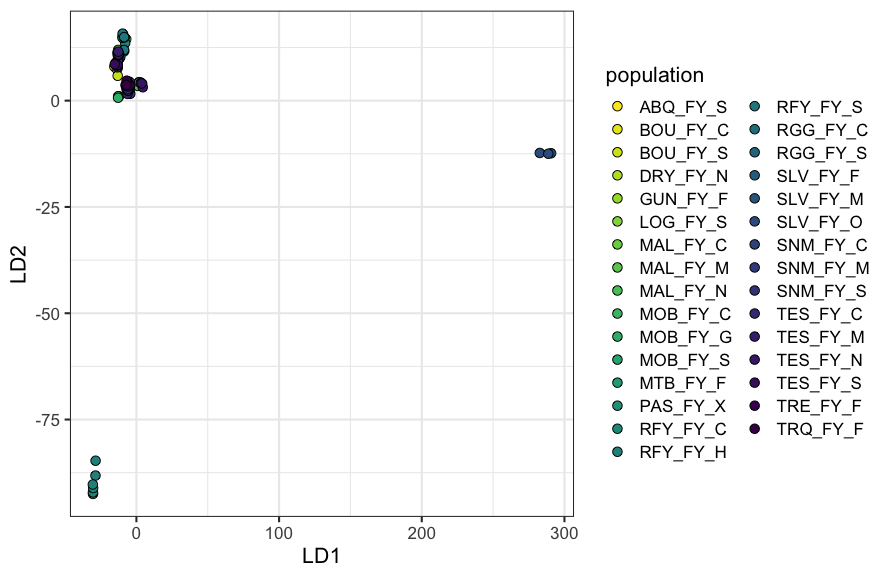 0
-25
-50
-75
LD2
0
100
200
300
LD1
population
ABQ_FY_S
BOU_FY_C
BOU_FY_S
DRY_FY_N
GUN_FY_F
LOG_FY_S
MAL_FY_C
MAL_FY_M
MAL_FY_N
MOB_FY_C
MOB_FY_G
MOB_FY_S
MTB_FY_F
PAS_FY_X
RFY_FY_C
RFY_FY_H
RFY_FY_S
RGG_FY_C
RGG_FY_S
SLV_FY_F
SLV_FY_M
SLV_FY_O
SNM_FY_C
SNM_FY_M
SNM_FY_S
TES_FY_C
TES_FY_M
TES_FY_N
TES_FY_S
TRE_FY_F
TRQ_FY_F